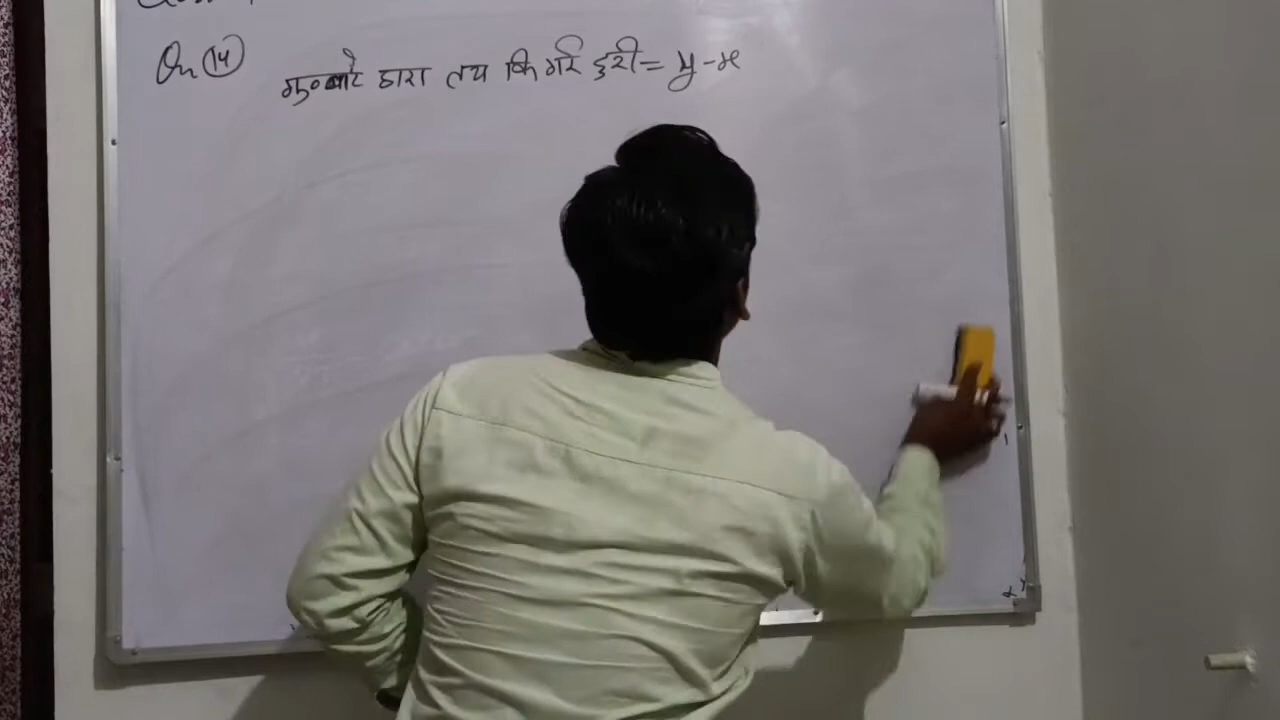 Qn 14
गुब्बारे द्वारा तय कि गई दुरी = y - x